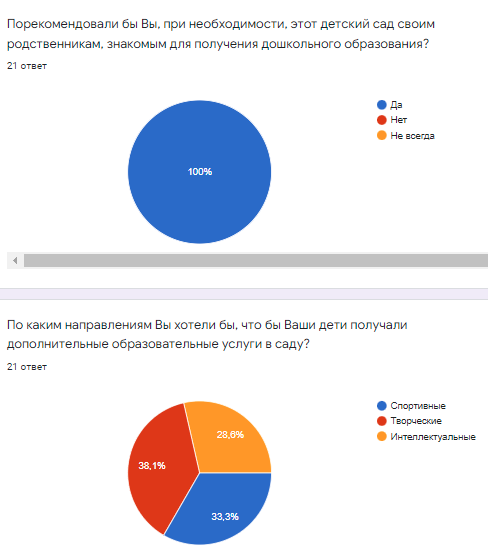 Порекомендовали бы Вы, при необходимости, этот детский сад своим
родственникам, знакомым для получения дошкольного образования?
21 ответ
Да
Нет
Не всегда
100%
По каким направлениям Вы хотели бы, что бы Ваши дети получали
дополнительные образовательные услуги в саду?
21 ответ
Спортивные
Творческие
Интеллектуальные
28,6%
38,1%
33,3%